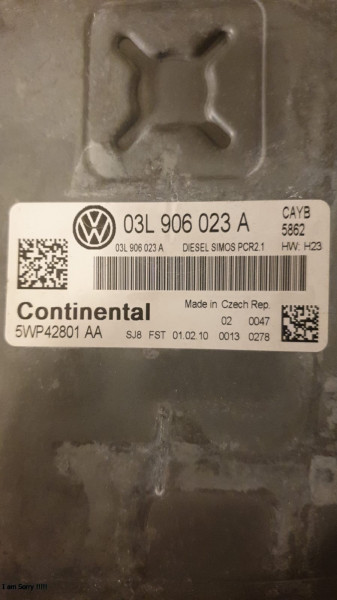 03L 906 023 A CAYB
5862
03L 906 023 A DIESEL SIMOS PCR2.1 HW: H23
Continental Made in Czech Rep.
02 0047
5WP42801 AA SJ8 FST 01.02.10 0013 0278
I am Sorry !!!!!